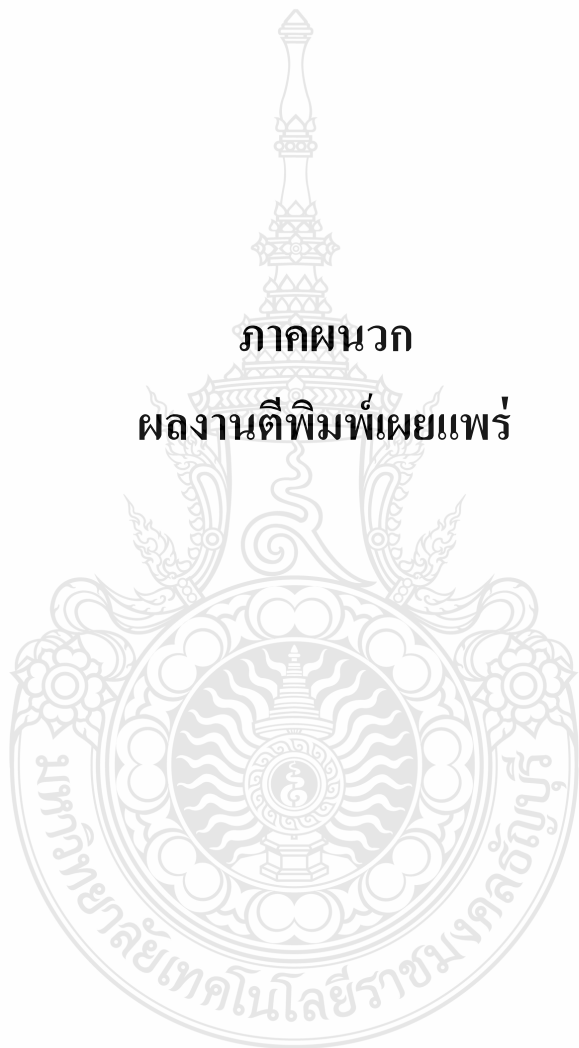 ภาคผนวก
ผลงานตีพิมพ์เผยแพร่
มหาวิทยาลัยเทคโนโลยีราชมงคลธัญบุรี